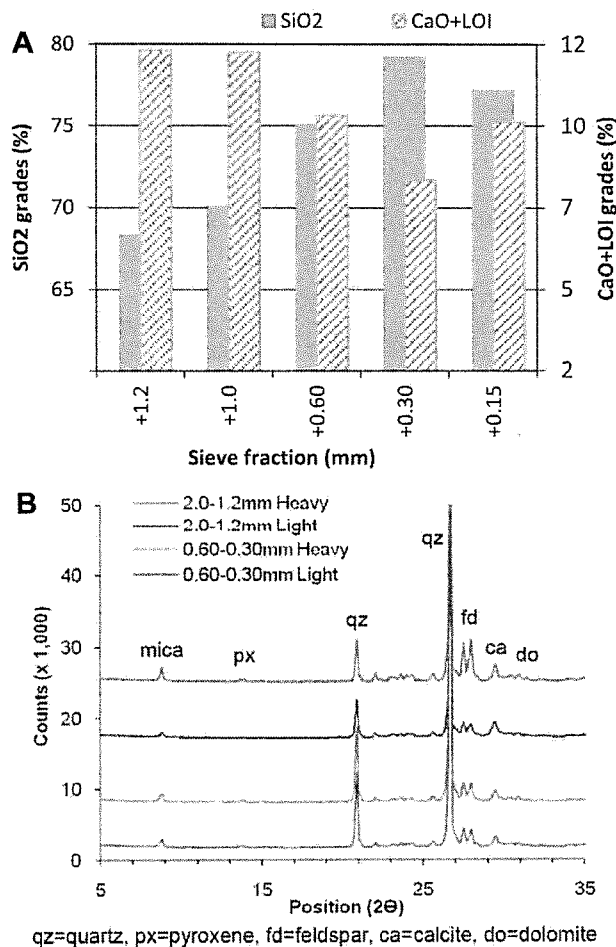 A
SiO2
CaO+LOI
SiO2 grades (%)
80
75
70
65
12
10
7
5
2
CaO+LOI grades (%)
+1.2
+1.0
+0.60
+0.30
+0.15
Sieve fraction (mm)
B
2.0-1.2mm Heavy
2.0-1.2mm Light
0.60-0.30mm Heavy
0.60-0.30mm Light
Counts (x 1,000)
50
40
30
20
10
0
mica
px
qz
qz
fd
ca
do
5
15
25
35
Position (2Θ)
qz=quartz, px=pyroxene, fd=feldspar, ca=calcite, do=dolomite